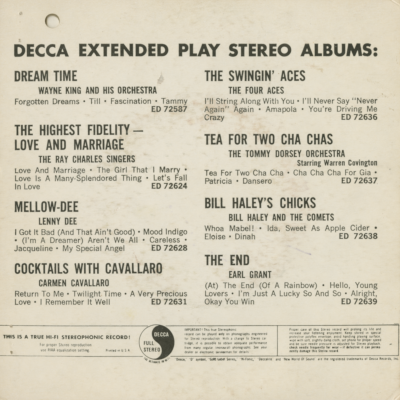 DECCA EXTENDED PLAY STEREO ALBUMS:
DREAM TIME
WAYNE KING AND HIS ORCHESTRA
Forgotten Dreams • Till • Fascination • Tammy
ED 72587
THE HIGHEST FIDELITY—
LOVE AND MARRIAGE
THE RAY CHARLES SINGERS
Love And Marriage • The Girl That I Marry •
Love Is A Many-Splendored Thing • Let's Fall
In Love ED 72624
MELLOW-DEE
LENNY DEE
I Got It Bad (And That Ain't Good) • Mood Indigo
• (I'm A Dreamer) Aren't We All • Careless •
Jacqueline • My Special Angel ED 72628
COCKTAILS WITH CAVALLARO
CARMEN CAVALLARO
Return To Me • Twilight Time • A Very Precious
Love • I Remember It Well ED 72631
THE SWINGIN' ACES
THE FOUR ACES
I'll String Along With You • I'll Never Say "Never
Again" Again • Amapola • You're Driving Me
Crazy ED 72636
TEA FOR TWO CHA CHAS
THE TOMMY DORSEY ORCHESTRA
Starring Warren Covington
Tea For Two Cha Cha • Cha Cha Cha For Gia •
Patricia • Dansero ED 72637
BILL HALEY'S CHICKS
BILL HALEY AND THE COMETS
Whoa Mabel! • Ida, Sweet As Apple Cider •
Eloise • Dinah ED 72638
THE END
EARL GRANT
(At) The End (Of A Rainbow) • Hello, Young
Lovers • I'm Just A Lucky So And So • Alright,
Okay You Win ED 72639
THIS IS A TRUE HI-FI STEREOPHONIC RECORD!
DECCA
FULL
STEREO